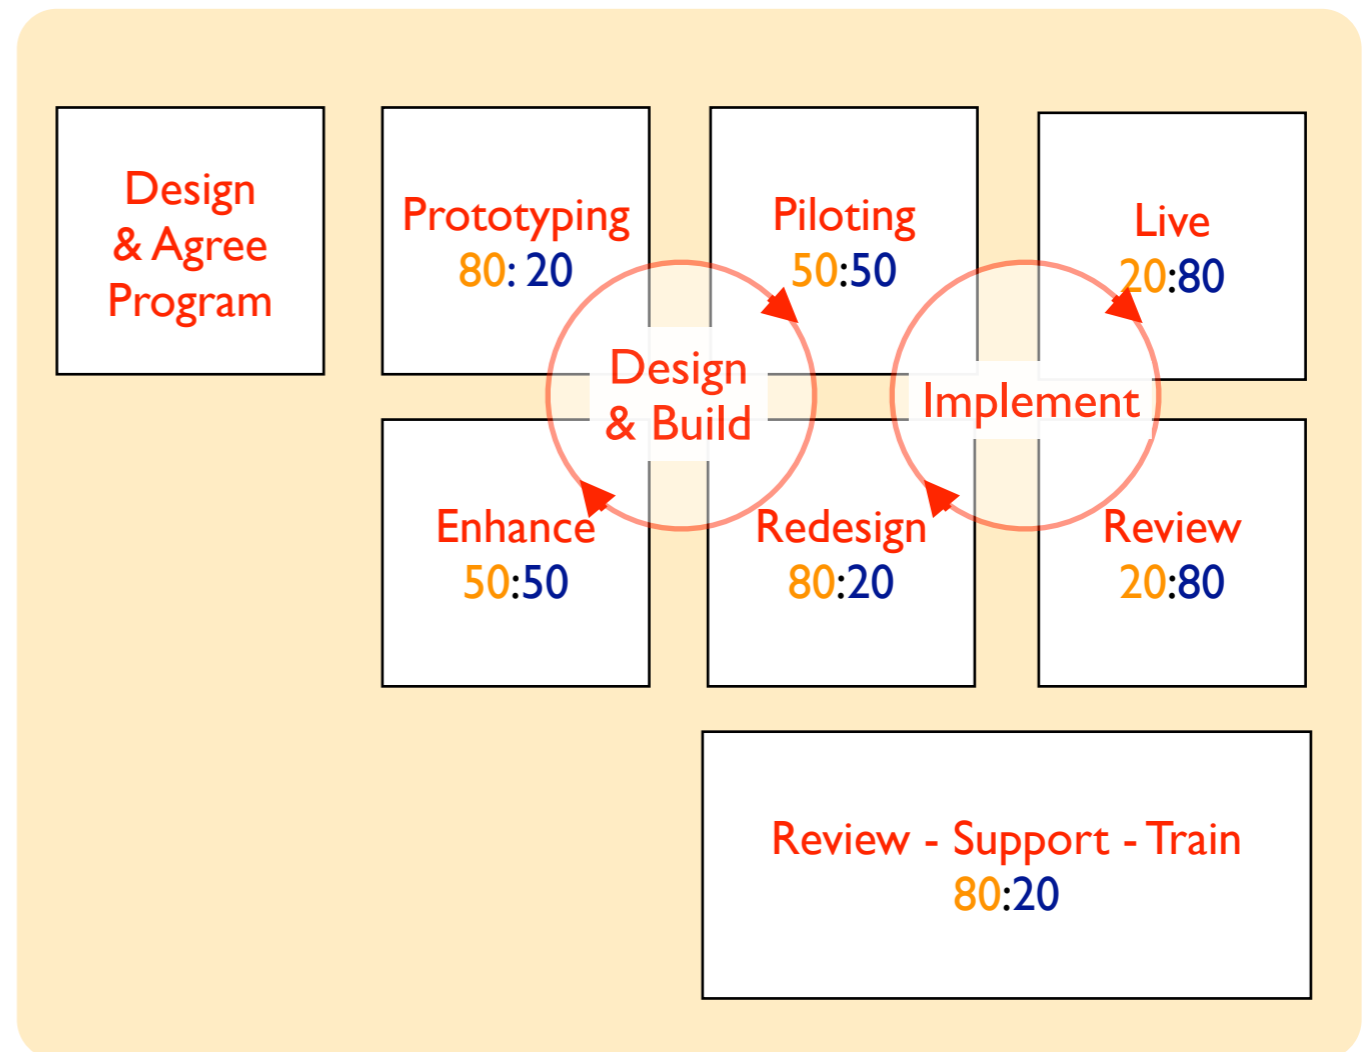 Design
& Agree
Program
Prototyping
80: 20
Piloting
50:50
Live
20:80
Design
& Build
Implement
Enhance
50:50
Redesign
80:20
Review
20:80
Review - Support - Train
80:20